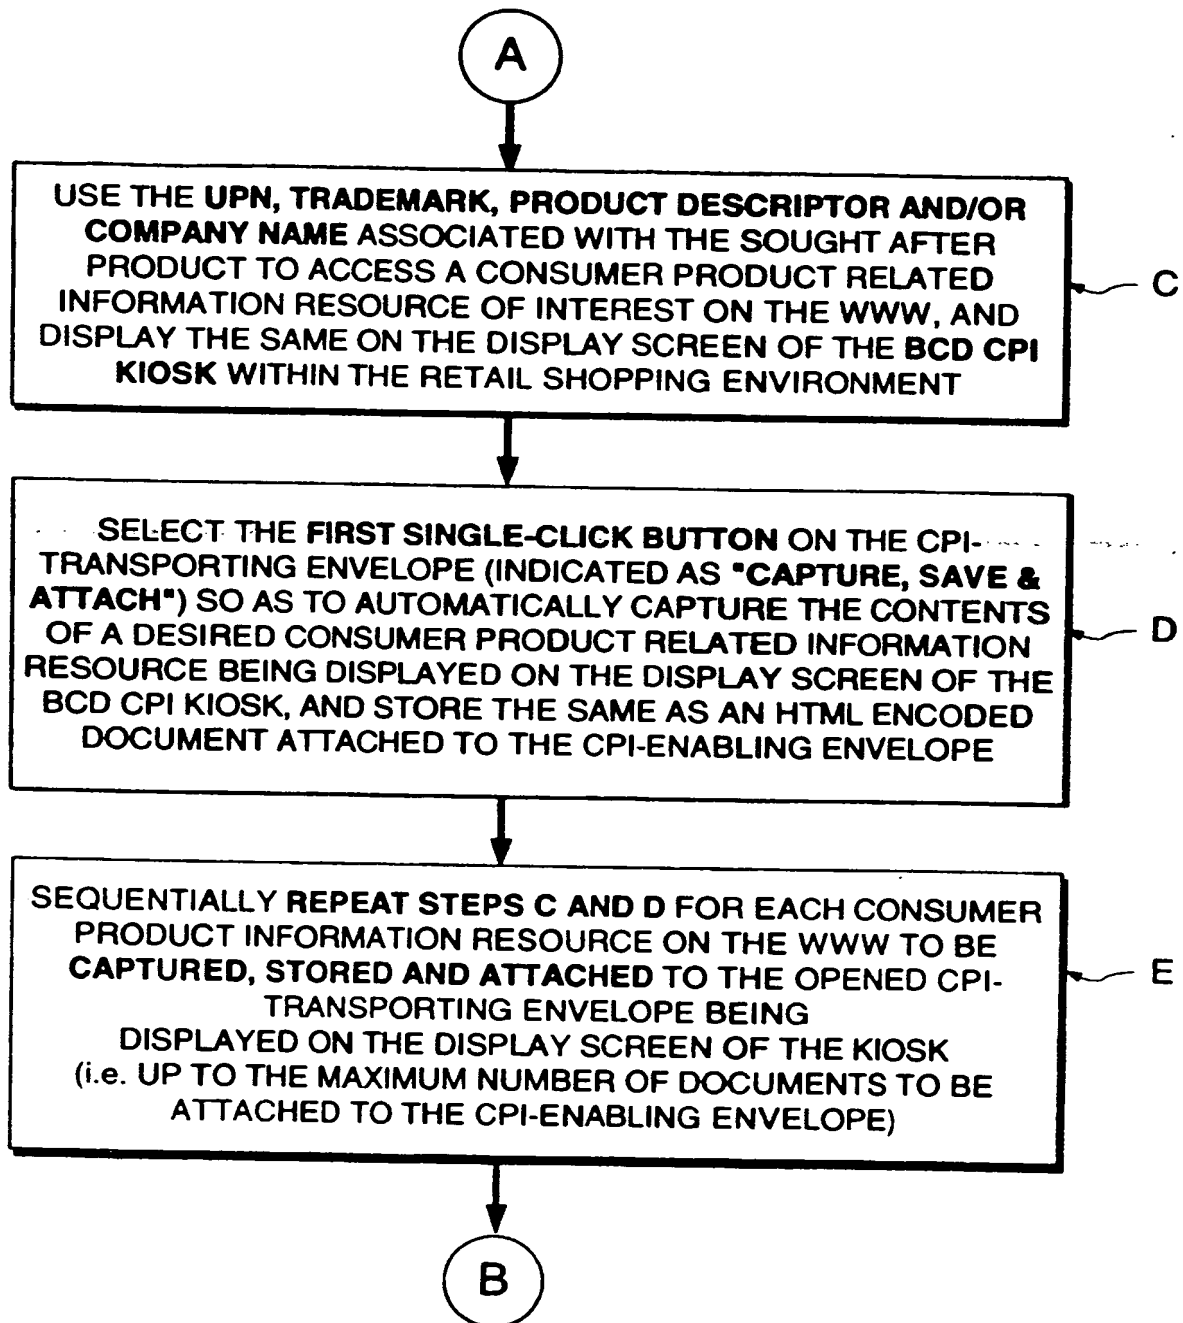 A
USE THE UPN, TRADEMARK, PRODUCT DESCRIPTOR AND/OR
COMPANY NAME ASSOCIATED WITH THE SOUGHT AFTER
PRODUCT TO ACCESS A CONSUMER PRODUCT RELATED
INFORMATION RESOURCE OF INTEREST ON THE WWW, AND
DISPLAY THE SAME ON THE DISPLAY SCREEN OF THE BCD CPI
KIOSK WITHIN THE RETAIL SHOPPING ENVIRONMENT
C
SELECT THE FIRST SINGLE-CLICK BUTTON ON THE CPI-
TRANSPORTING ENVELOPE (INDICATED AS "CAPTURE, SAVE &
ATTACH") SO AS TO AUTOMATICALLY CAPTURE THE CONTENTS
OF A DESIRED CONSUMER PRODUCT RELATED INFORMATION
RESOURCE BEING DISPLAYED ON THE DISPLAY SCREEN OF THE
BCD CPI KIOSK, AND STORE THE SAME AS AN HTML ENCODED
DOCUMENT ATTACHED TO THE CPI-ENABLING ENVELOPE
D
SEQUENTIALLY REPEAT STEPS C AND D FOR EACH CONSUMER
PRODUCT INFORMATION RESOURCE ON THE WWW TO BE
CAPTURED, STORED AND ATTACHED TO THE OPENED CPI-
TRANSPORTING ENVELOPE BEING
DISPLAYED ON THE DISPLAY SCREEN OF THE KIOSK
(i.e. UP TO THE MAXIMUM NUMBER OF DOCUMENTS TO BE
ATTACHED TO THE CPI-ENABLING ENVELOPE)
E
B